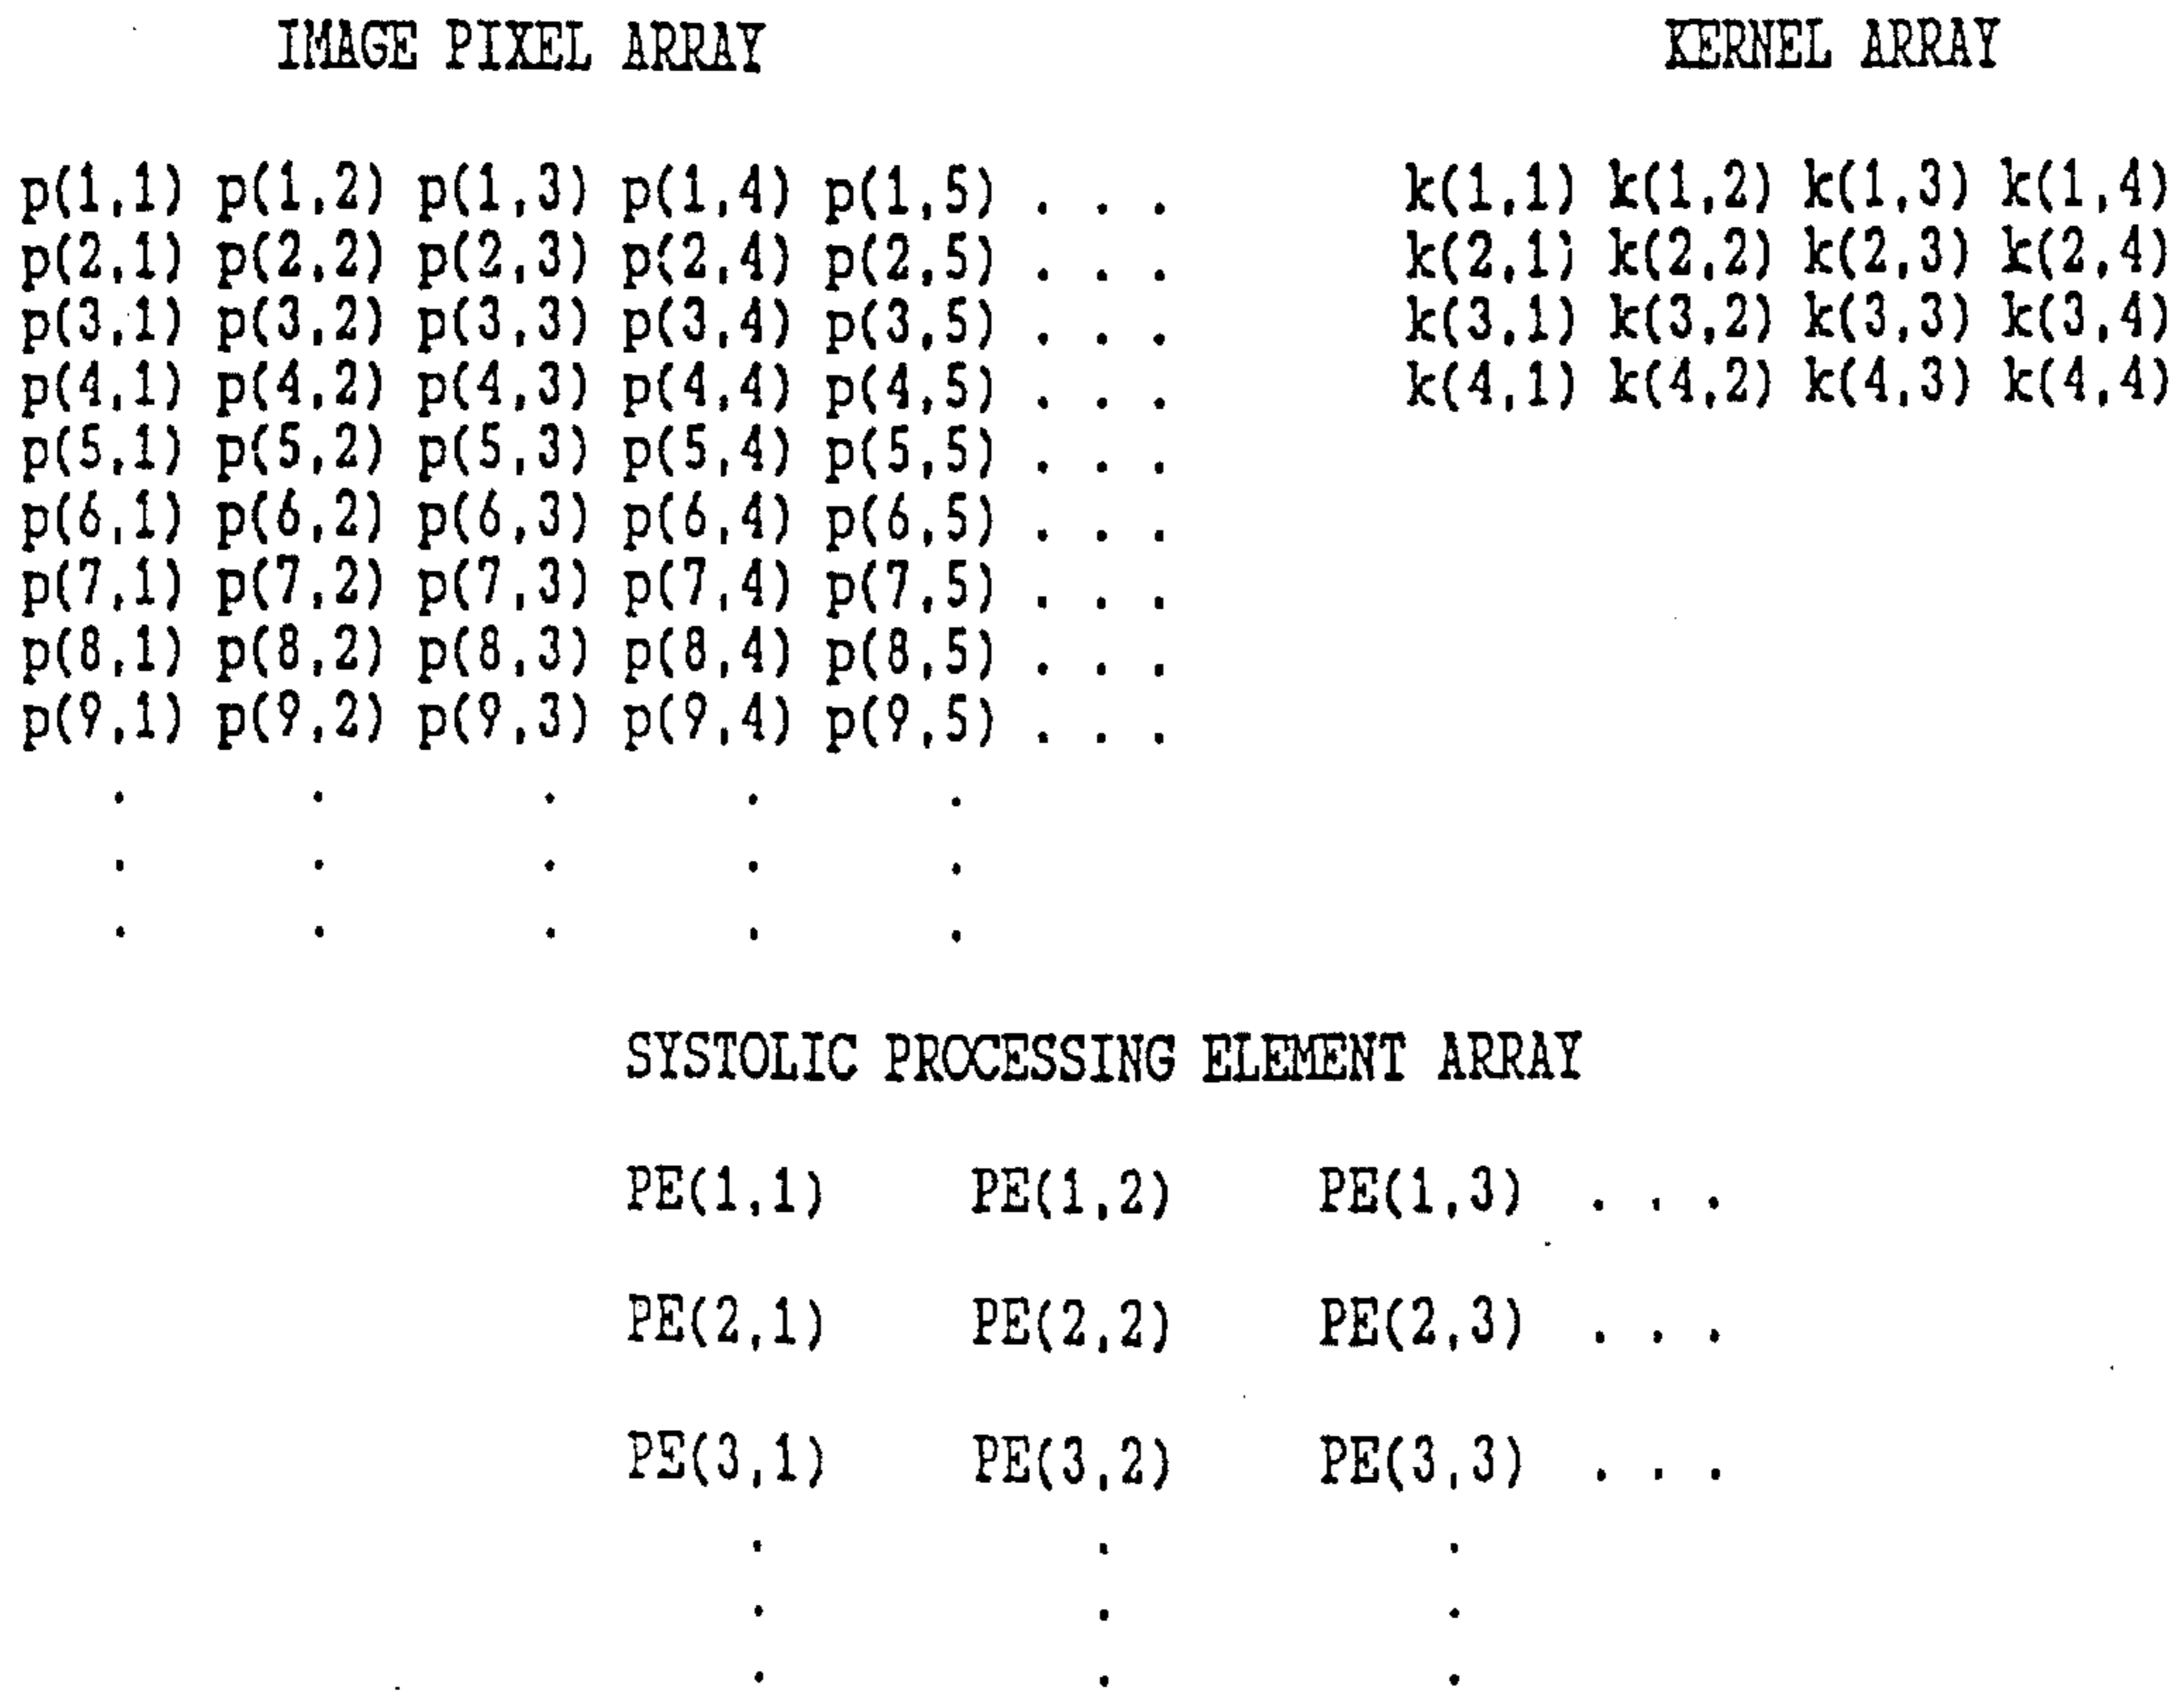 IMAGE PIXEL ARRAY KERNEL ARRAY
p(1,1) p(1,2) p(1,3) p(1,4) p(1,5) . . . k(1,1) k(1,2) k(1,3) k(1,4)
p(2,1) p(2,2) p(2,3) p(2,4) p(2,5) . . . k(2,1) k(2,2) k(2,3) k(2,4)
p(3,1) p(3,2) p(3,3) p(3,4) p(3,5) . . . k(3,1) k(3,2) k(3,3) k(3,4)
p(4,1) p(4,2) p(4,3) p(4,4) p(4,5) . . . k(4,1) k(4,2) k(4,3) k(4,4)
p(5,1) p(5,2) p(5,3) p(5,4) p(5,5) . . .
p(6,1) p(6,2) p(6,3) p(6,4) p(6,5) . . .
p(7,1) p(7,2) p(7,3) p(7,4) p(7,5) . . .
p(8,1) p(8,2) p(8,3) p(8,4) p(8,5) . . .
p(9,1) p(9,2) p(9,3) p(9,4) p(9,5) . . .
. . . . .
. . . . .
. . . . .
SYSTOLIC PROCESSING ELEMENT ARRAY
PE(1,1) PE(1,2) PE(1,3) . . .
PE(2,1) PE(2,2) PE(2,3) . . .
PE(3,1) PE(3,2) PE(3,3) . . .
. . .
. . .
. . .